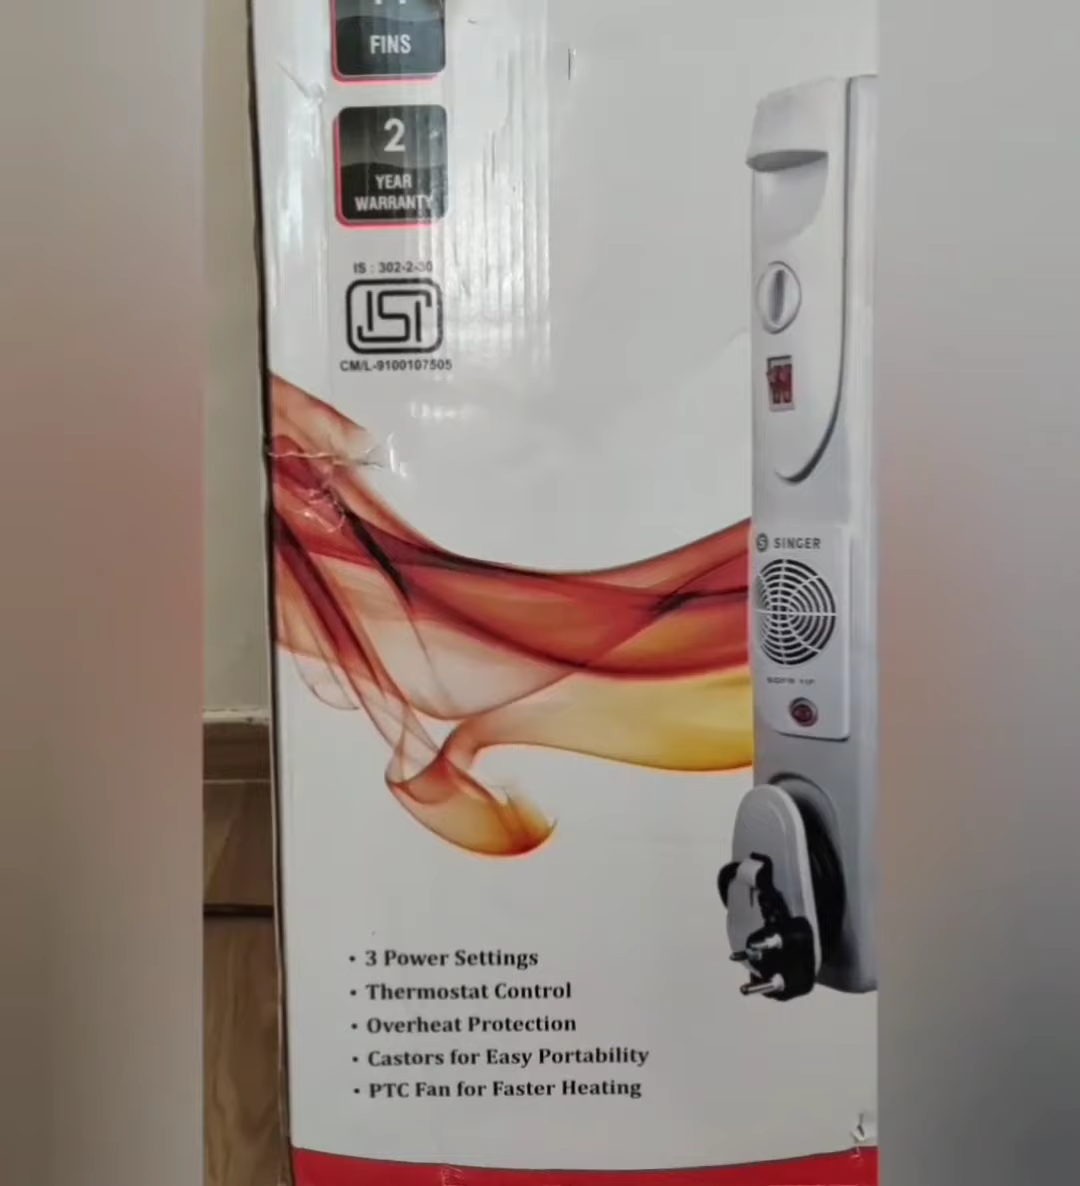 FINS
2
YEAR
WARRANTY
IS : 302-2-30
ISI
CM/L-9100107505
S SINGER
• 3 Power Settings
• Thermostat Control
• Overheat Protection
• Castors for Easy Portability
• PTC Fan for Faster Heating